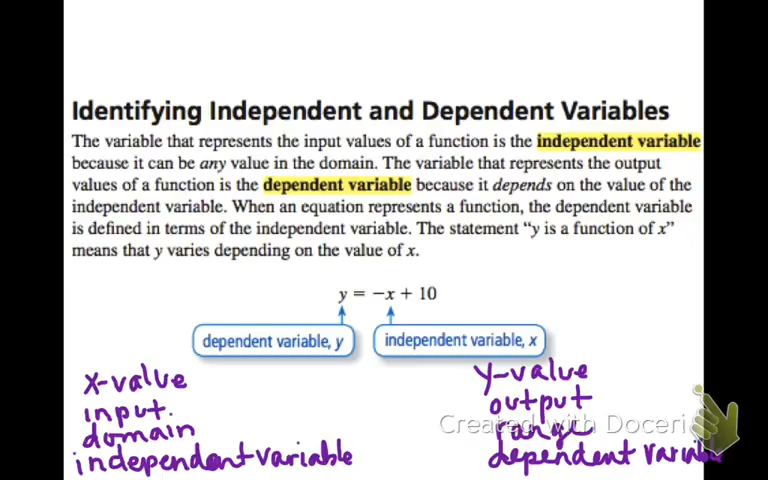 Identifying Independent and Dependent Variables
The variable that represents the input values of a function is the independent variable
because it can be any value in the domain. The variable that represents the output
values of a function is the dependent variable because it depends on the value of the
independent variable. When an equation represents a function, the dependent variable
is defined in terms of the independent variable. The statement “y is a function of x”
means that y varies depending on the value of x.
y = −x + 10
dependent variable, y
independent variable, x
x-value
input.
domain
independent variable
y-value
output
Created with Doceri
range
dependent variable